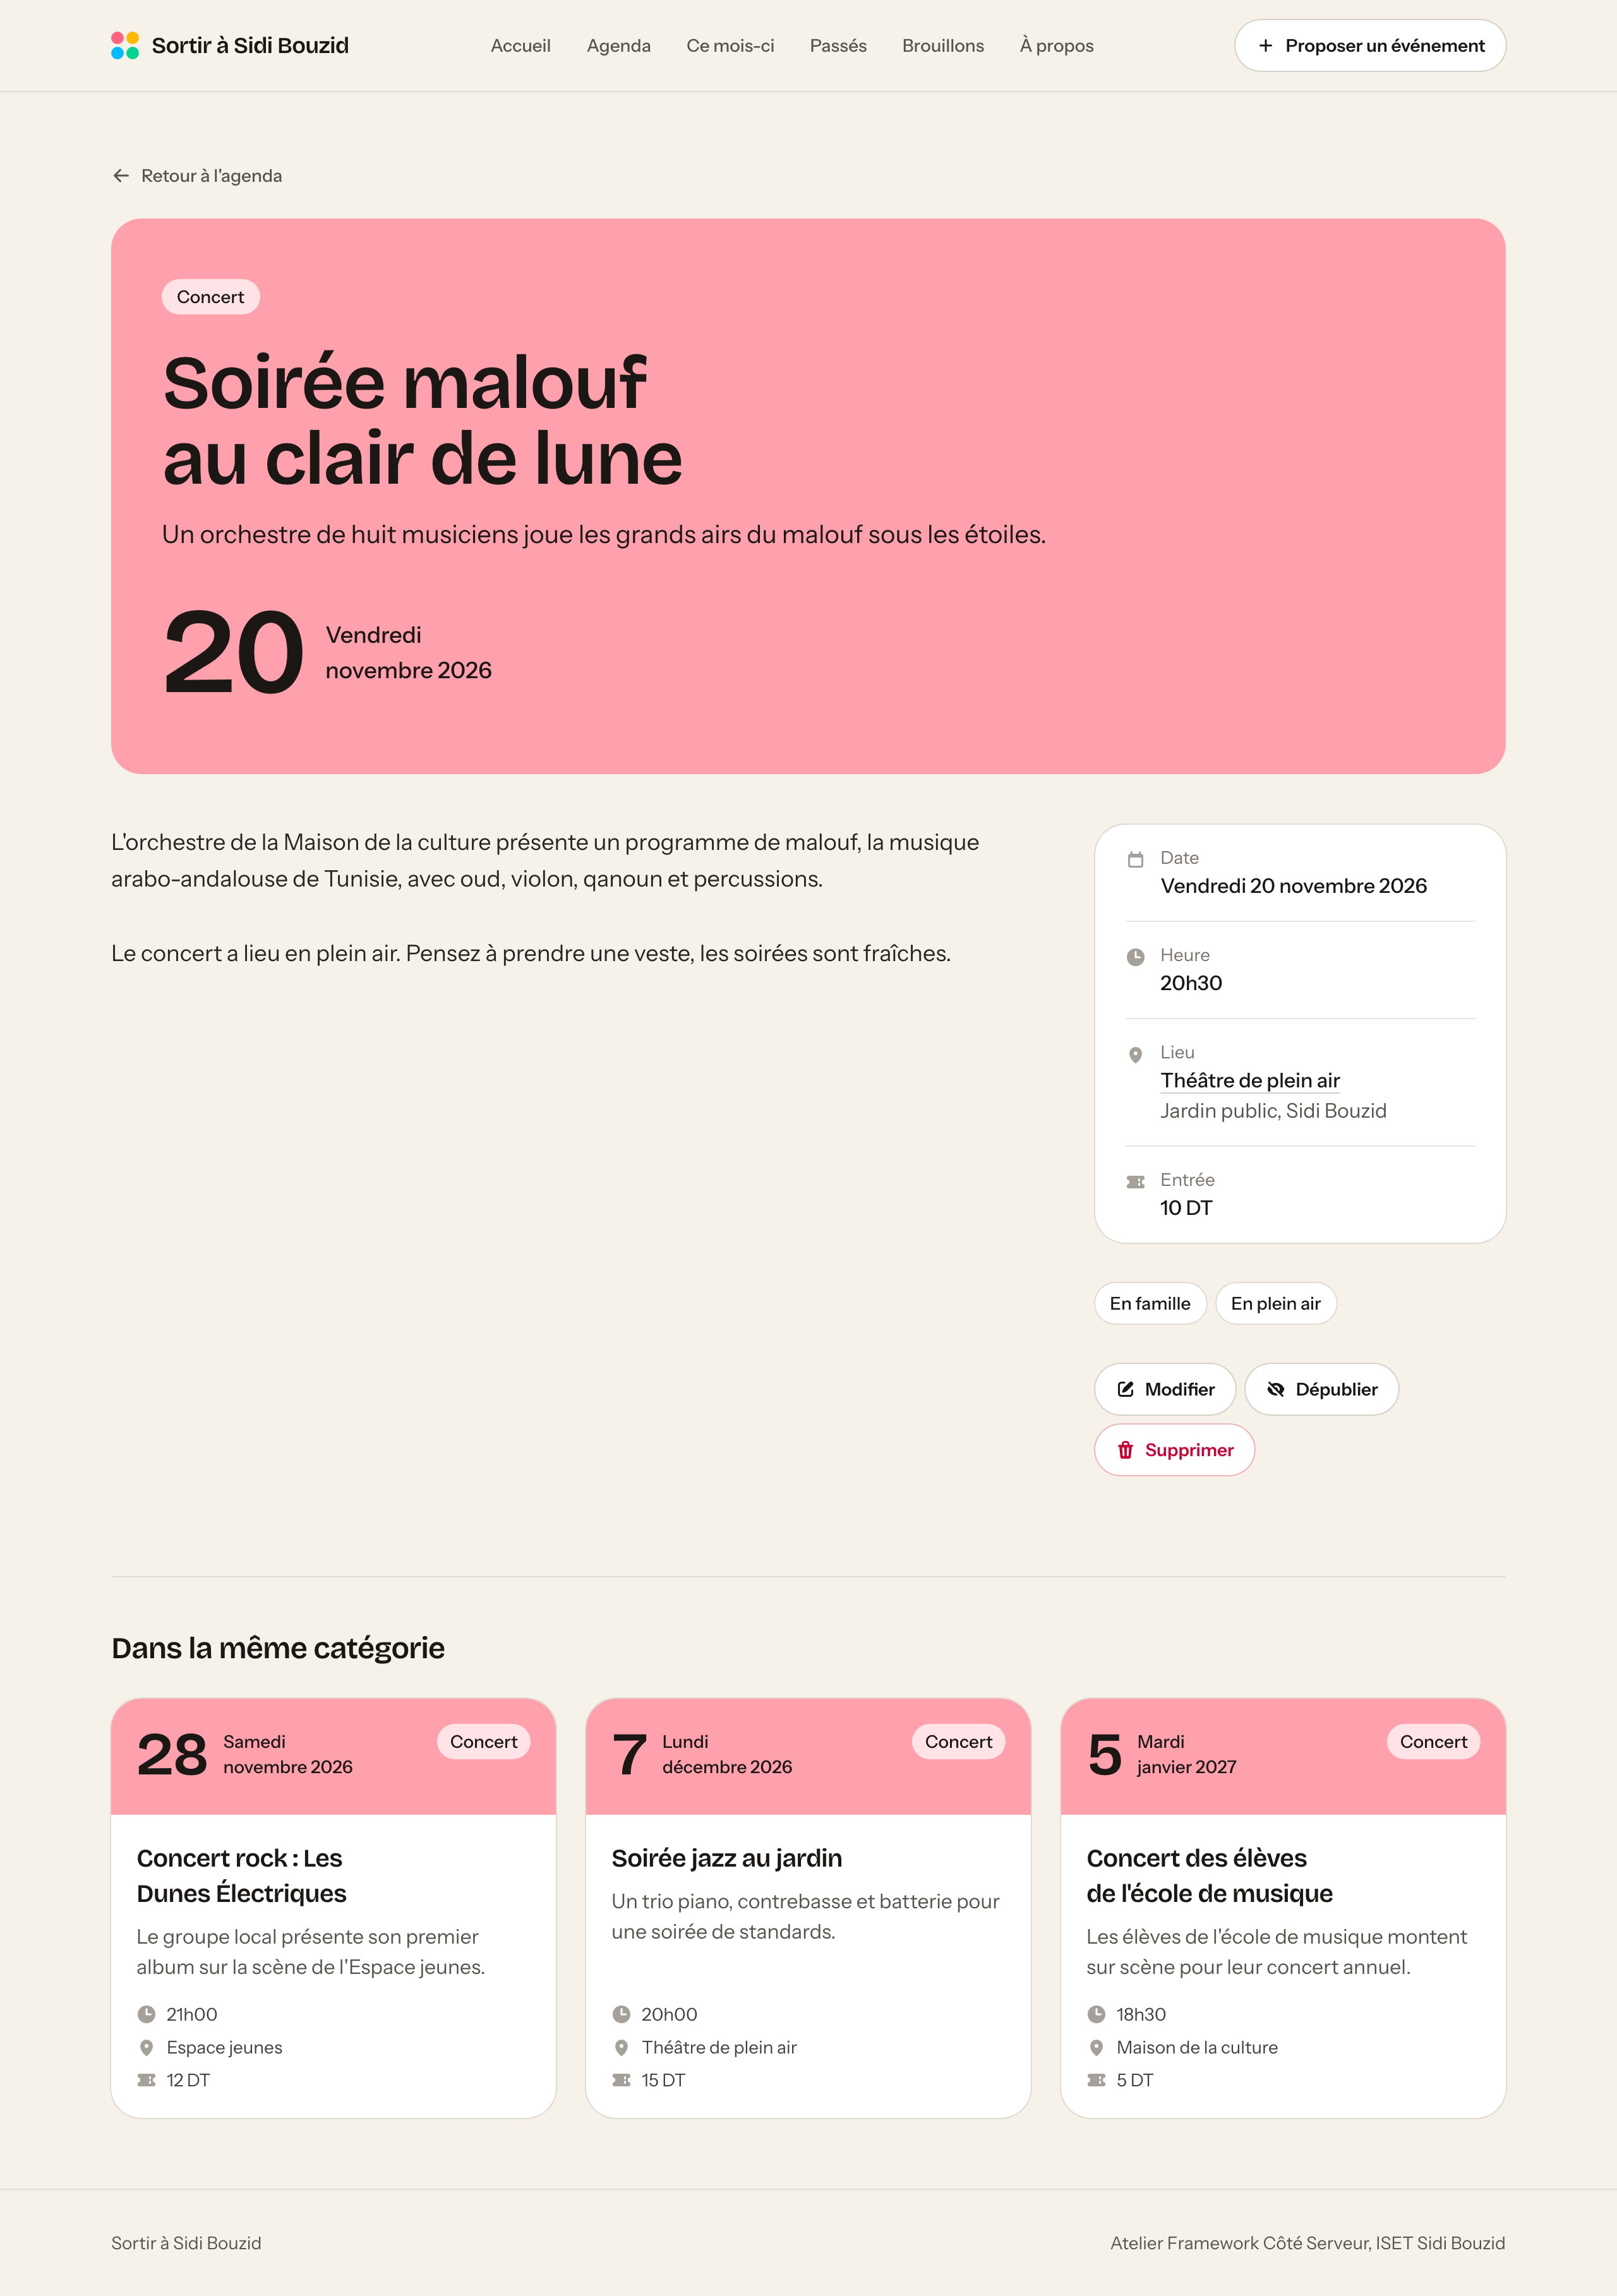 Sortir à Sidi Bouzid
Accueil
Agenda
Ce mois-ci
Passés
Brouillons
À propos
Proposer un événement
Retour à l'agenda
Concert
Soirée malouf
au clair de lune
Un orchestre de huit musiciens joue les grands airs du malouf sous les étoiles.
20
Vendredi
novembre 2026
L'orchestre de la Maison de la culture présente un programme de malouf, la musique
arabo-andalouse de Tunisie, avec oud, violon, qanoun et percussions.
Le concert a lieu en plein air. Pensez à prendre une veste, les soirées sont fraîches.
Date
Vendredi 20 novembre 2026
Heure
20h30
Lieu
Théâtre de plein air
Jardin public, Sidi Bouzid
Entrée
10 DT
En famille
En plein air
Modifier
Dépublier
Supprimer
Dans la même catégorie
28
Samedi
novembre 2026
Concert
Concert rock : Les
Dunes Électriques
Le groupe local présente son premier
album sur la scène de l'Espace jeunes.
21h00
Espace jeunes
12 DT
7
Lundi
décembre 2026
Concert
Soirée jazz au jardin
Un trio piano, contrebasse et batterie pour
une soirée de standards.
20h00
Théâtre de plein air
15 DT
5
Mardi
janvier 2027
Concert
Concert des élèves
de l'école de musique
Les élèves de l'école de musique montent
sur scène pour leur concert annuel.
18h30
Maison de la culture
5 DT
Sortir à Sidi Bouzid
Atelier Framework Côté Serveur, ISET Sidi Bouzid